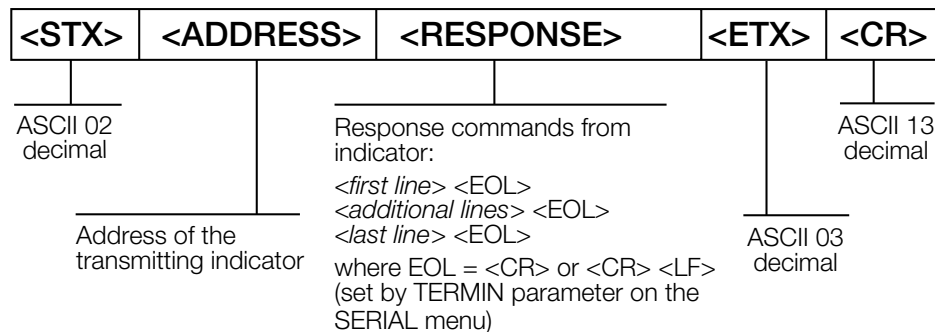 <STX> <ADDRESS> <RESPONSE> <ETX> <CR>
ASCII 02
decimal
Address of the
transmitting indicator
Response commands from
indicator:
<first line> <EOL>
<additional lines> <EOL>
<last line> <EOL>
where EOL = <CR> or <CR> <LF>
(set by TERMIN parameter on the
SERIAL menu)
ASCII 03
decimal
ASCII 13
decimal